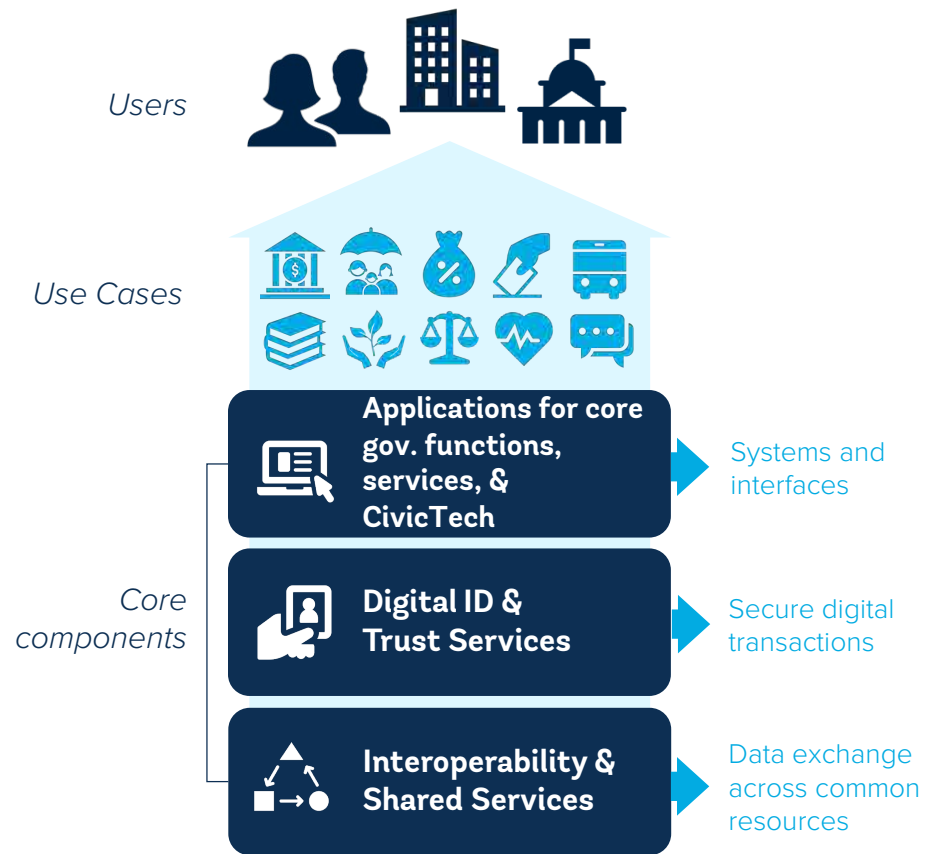 Users
Use Cases
Applications for core
gov. functions,
services, &
CivicTech
Systems and
interfaces
Core
components
Digital ID &
Trust Services
Secure digital
transactions
Interoperability &
Shared Services
Data exchange
across common
resources